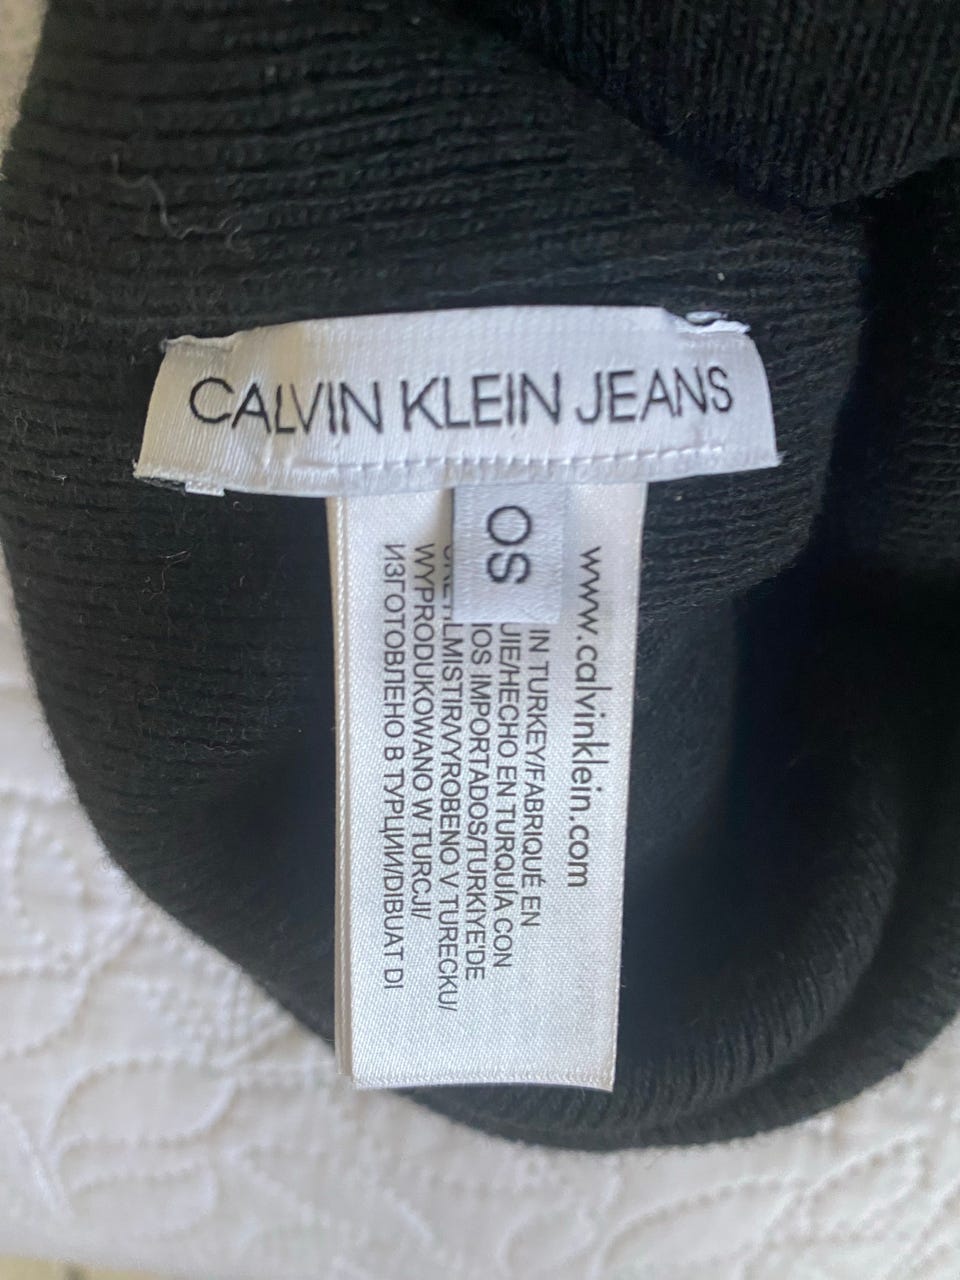 CALVIN KLEIN JEANS
OS
www.calvinklein.com
IN TURKEY/FABRIQUÉ EN
UIE/HECHO EN TURQUÍA CON
IOS IMPORTADOS/TURKIYE'DE
LMISTIR/VYROBENO V TURECKU/
WYPRODUKOWANO W TURCJI/
ИЗГОТОВЛЕНО В ТУРЦИИ/DIBUAT DI